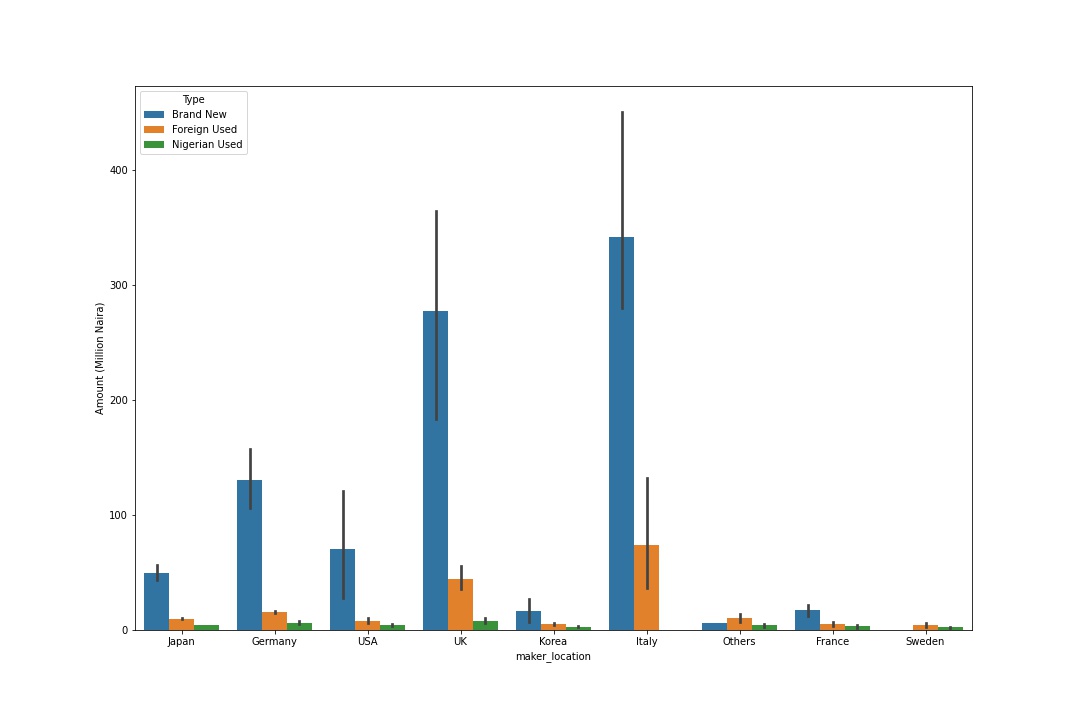 Type
Brand New
Foreign Used
Nigerian Used
400
300
200
100
0
Amount (Million Naira)
Japan Germany USA UK Korea Italy Others France Sweden
maker_location